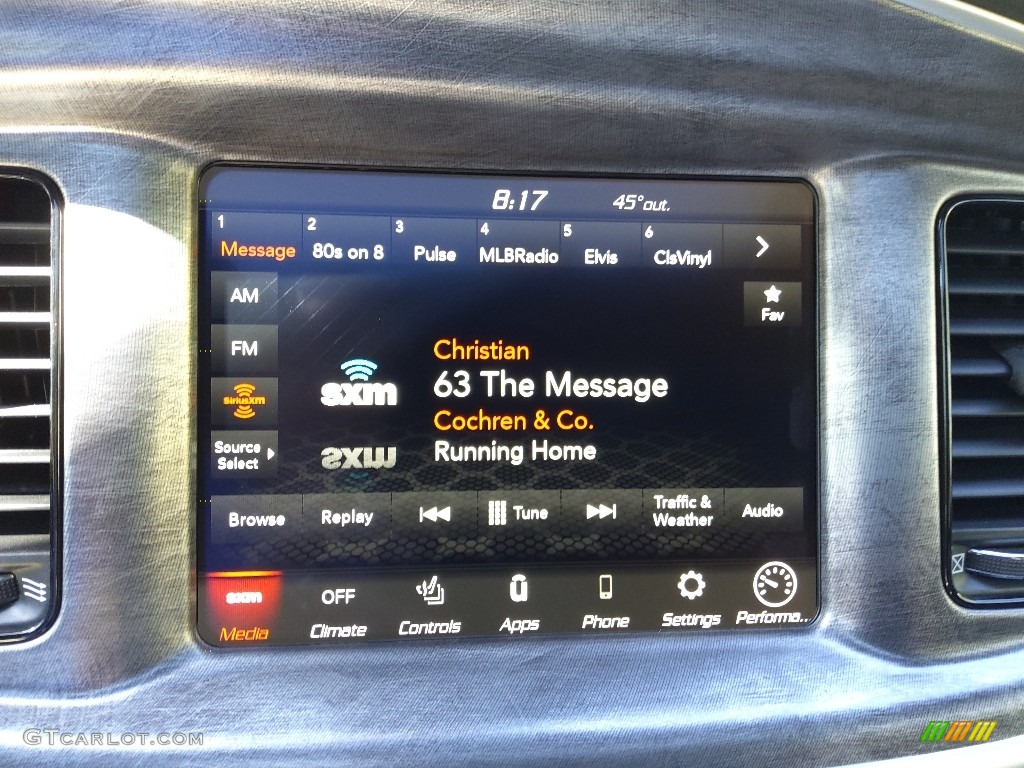 8:17 45°out.
1 2 3 4 5 6
Message 80s on 8 Pulse MLBRadio Elvis ClsVinyl
AM
Fav
FM
Christian
SiriusXM
sxm
63 The Message
Cochren & Co.
Source
Select
Running Home
sxm
Browse Replay Tune Traffic &
Weather Audio
sxm OFF
Media Climate Controls Apps Phone Settings Performa..
GTCARLOT.COM